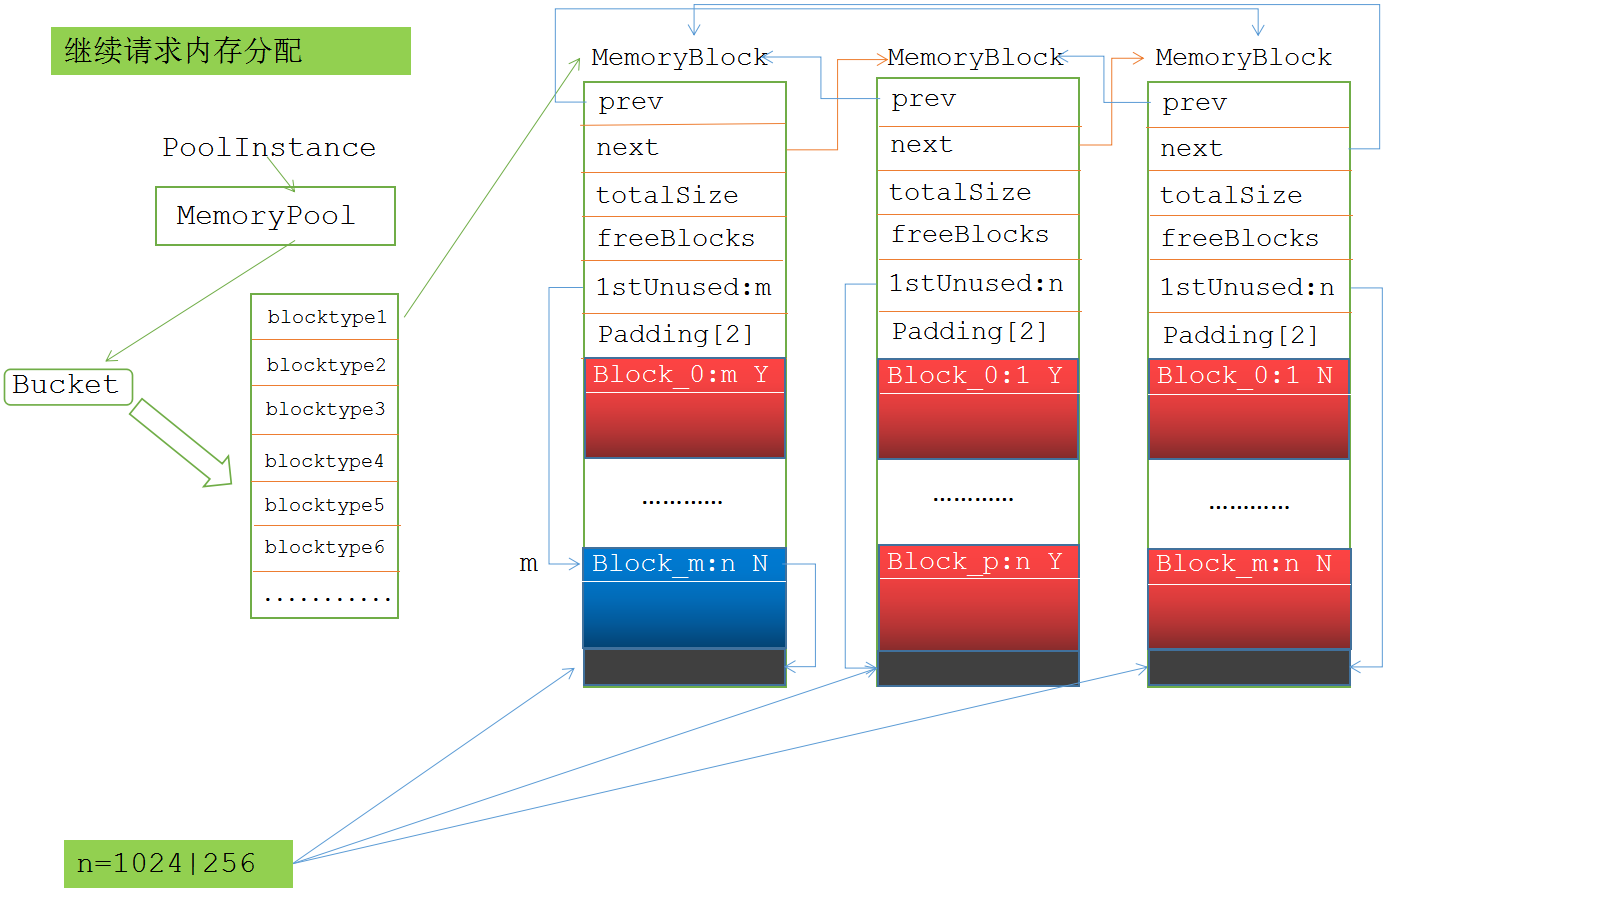 继续请求内存分配
PoolInstance
MemoryPool
Bucket
blocktype1
blocktype2
blocktype3
blocktype4
blocktype5
blocktype6
...........
MemoryBlock
prev
next
totalSize
freeBlocks
1stUnused:m
Padding[2]
Block_0:m Y
…………
m
Block_m:n N
MemoryBlock
prev
next
totalSize
freeBlocks
1stUnused:n
Padding[2]
Block_0:1 Y
…………
Block_p:n Y
MemoryBlock
prev
next
totalSize
freeBlocks
1stUnused:n
Padding[2]
Block_0:1 N
…………
Block_m:n N
n=1024|256